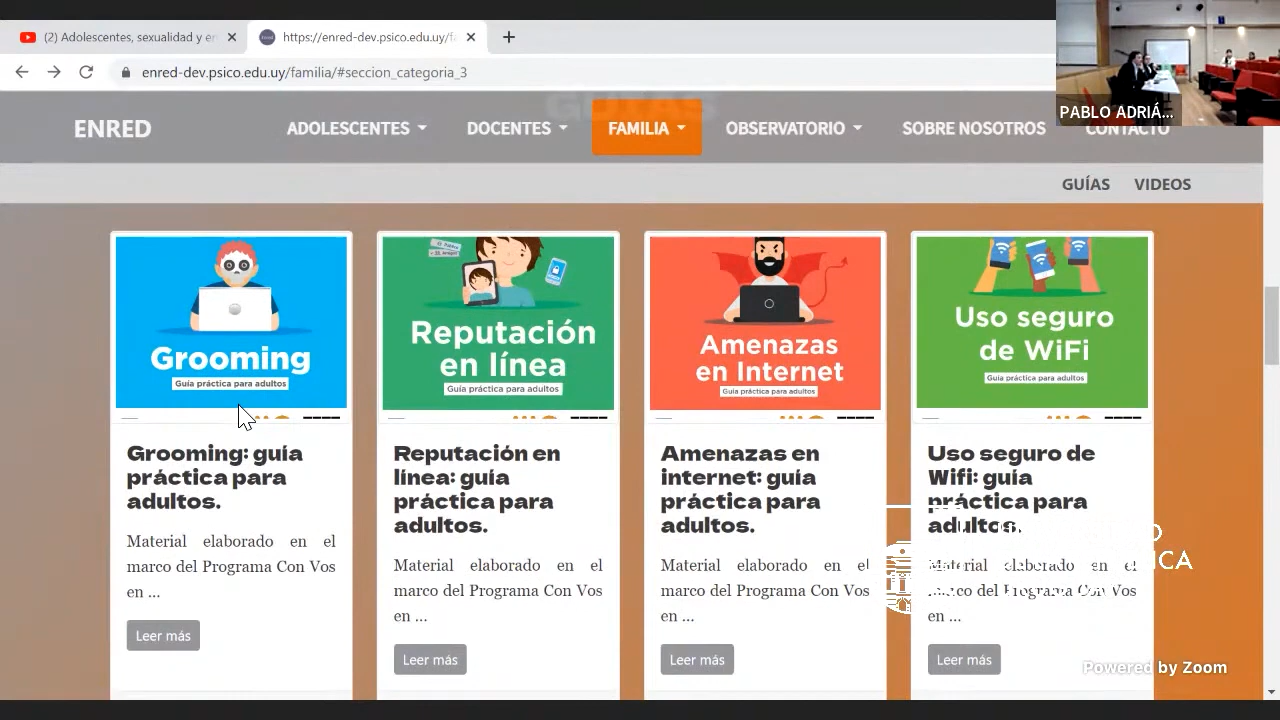 (2) Adolescentes, sexualidad y en
https://enred-dev.psico.edu.uy/fa
enred-dev.psico.edu.uy/familia/#seccion_categoria_3
PABLO ADRIÁ...
ENRED
ADOLESCENTES
DOCENTES
FAMILIA
OBSERVATORIO
SOBRE NOSOTROS
CONTACTO
GUÍAS
GUÍAS
VIDEOS
Grooming
Guía práctica para adultos
Reputación
en línea
Guía práctica para adultos
Amenazas
en Internet
Guía práctica para adultos
Uso seguro
de WiFi
Guía práctica para adultos
Grooming: guía
práctica para
adultos.
Material elaborado en el
marco del Programa Con Vos
en ...
Leer más
Reputación en
línea: guía
práctica para
adultos.
Material elaborado en el
marco del Programa Con Vos
en ...
Leer más
Amenazas en
internet: guía
práctica para
adultos.
Material elaborado en el
marco del Programa Con Vos
en ...
Leer más
Uso seguro de
Wifi: guía
práctica para
adultos.
Material elaborado en el
marco del Programa Con Vos
en ...
Leer más
Powered by Zoom